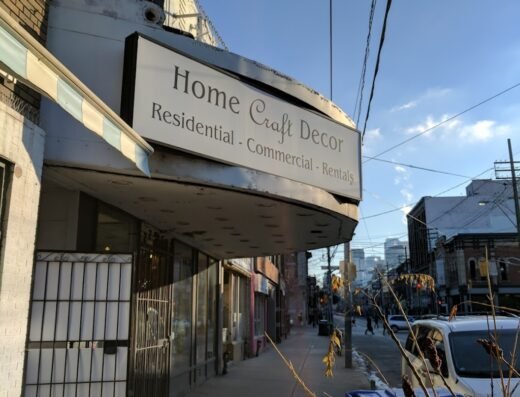 Home Craft Decor
Residential - Commercial - Rentals